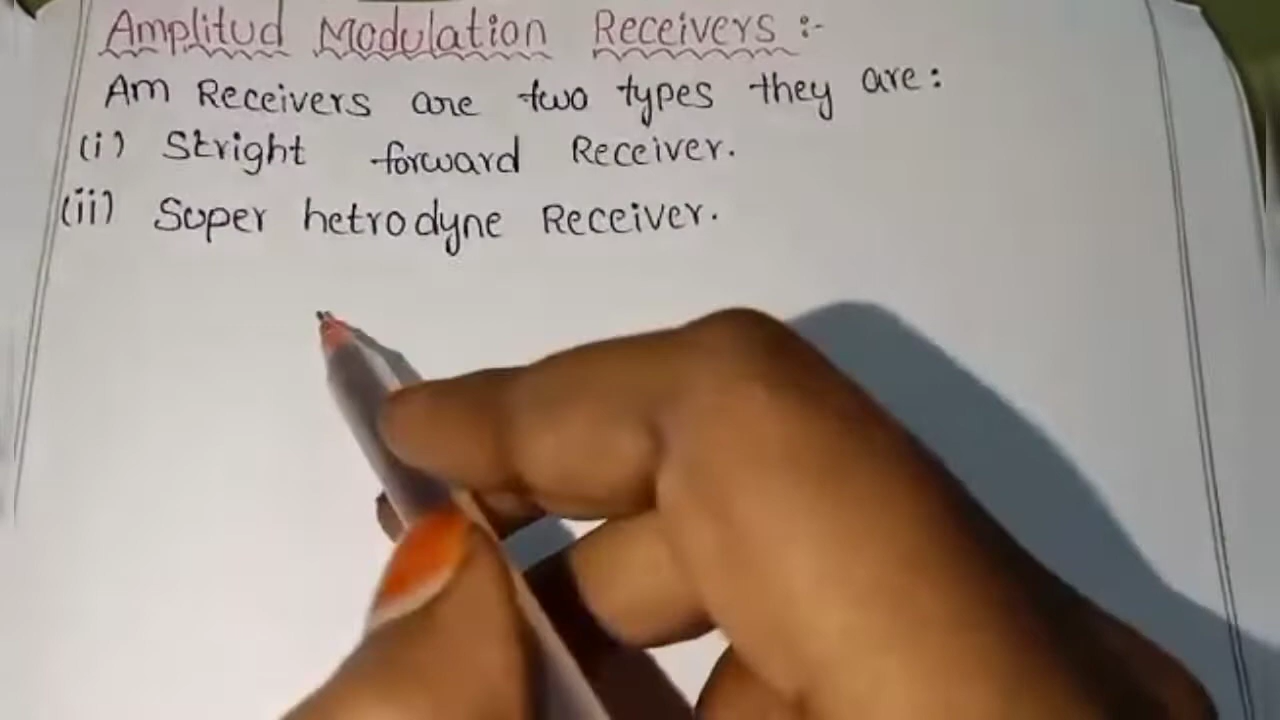 Amplitud Modulation Receivers :-
Am Receivers are two types they are:
(i) Stright forward Receiver.
(ii) Super hetrodyne Receiver.